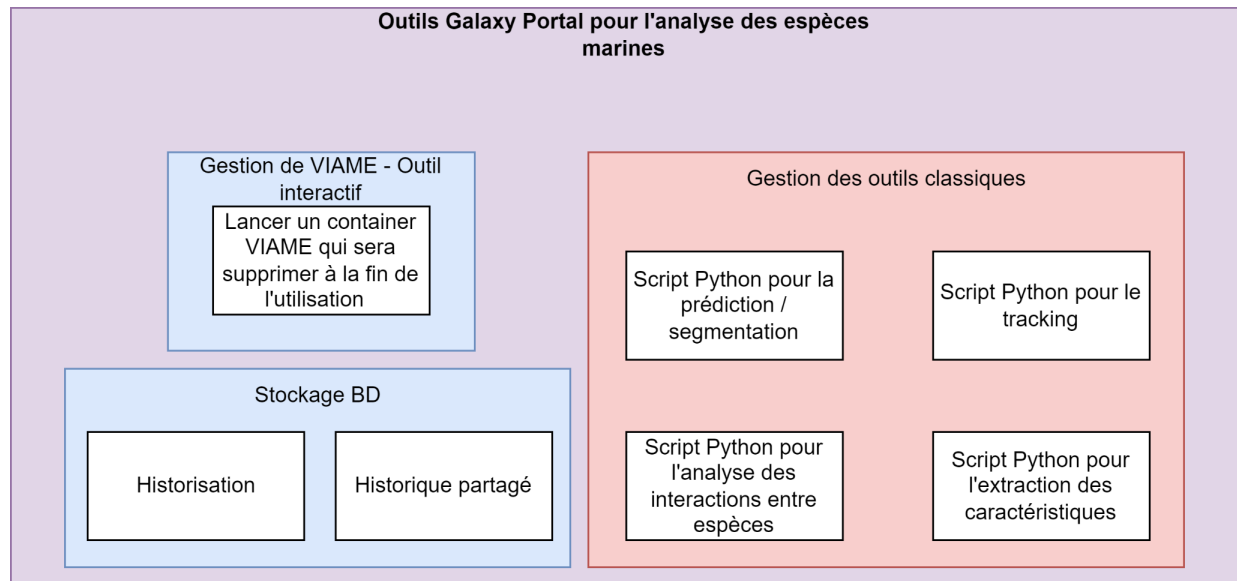 Outils Galaxy Portal pour l'analyse des espèces
marines
Gestion de VIAME - Outil
interactif
Lancer un container
VIAME qui sera
supprimer à la fin de
l'utilisation
Stockage BD
Historisation
Historique partagé
Gestion des outils classiques
Script Python pour la
prédiction /
segmentation
Script Python pour le
tracking
Script Python pour
l'analyse des
interactions entre
espèces
Script Python pour
l'extraction des
caractéristiques